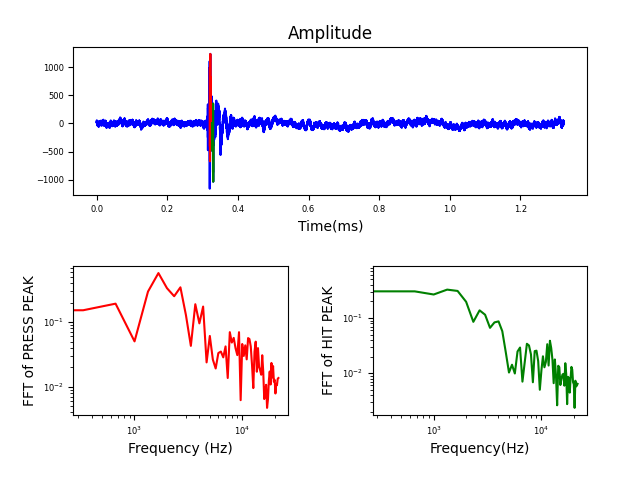 Amplitude
1000
500
0
−500
−1000
0.0 0.2 0.4 0.6 0.8 1.0 1.2
Time(ms)
FFT of PRESS PEAK
10⁻¹
10⁻²
10³ 10⁴
Frequency (Hz)
FFT of HIT PEAK
10⁻¹
10⁻²
10³ 10⁴
Frequency(Hz)